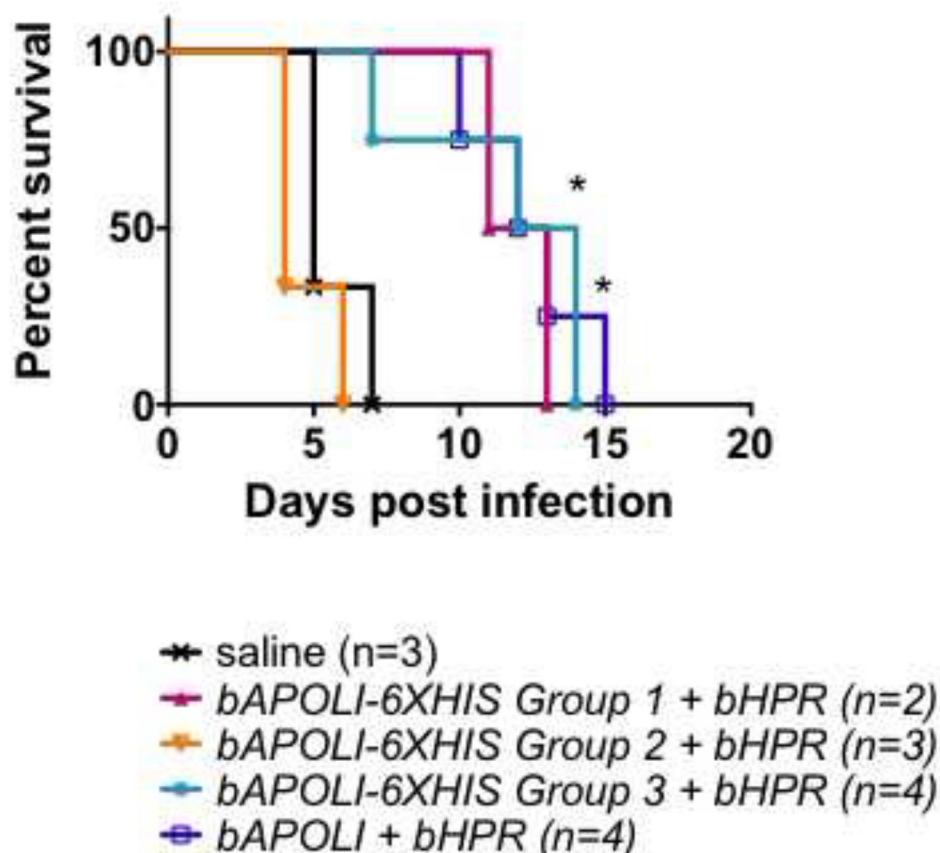 Percent survival
100
50
0
*
*
0 5 10 15 20
Days post infection
saline (n=3)
bAPOLI-6XHIS Group 1 + bHPR (n=2)
bAPOLI-6XHIS Group 2 + bHPR (n=3)
bAPOLI-6XHIS Group 3 + bHPR (n=4)
bAPOLI + bHPR (n=4)